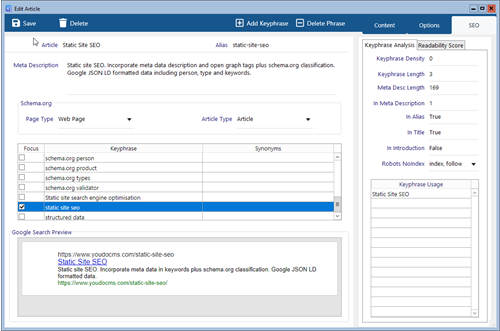 Edit Article
Save Delete Add Keyphrase Delete Phrase Content Options SEO
Article Static Site SEO Alias static-site-seo
Meta Description Static site SEO. Incorporate meta data description and open graph tags plus schema.org classification.
Google JSON LD formatted data including person, type and keywords.
Schema.org
Page Type Web Page Article Type Article
Focus Keyphrase Synonyms
schema.org person
schema.org product
schema.org types
schema.org validator
Static site search engine optimisation
static site seo
structured data
Google Search Preview
https://www.youdocms.com/static-site-seo
Static Site SEO
Static site SEO. Incorporate meta data in keywords plus schema.org classification. Google JSON LD
formatted data.
https://www.youdocms.com/static-site-seo/
Keyphrase Analysis Readability Score
Keyphrase Density 0
Keyphrase Length 3
Meta Desc Length 169
In Meta Description 1
In Alias True
In Title True
In Introduction False
Robots NoIndex index, follow
Keyphrase Usage
Static Site SEO